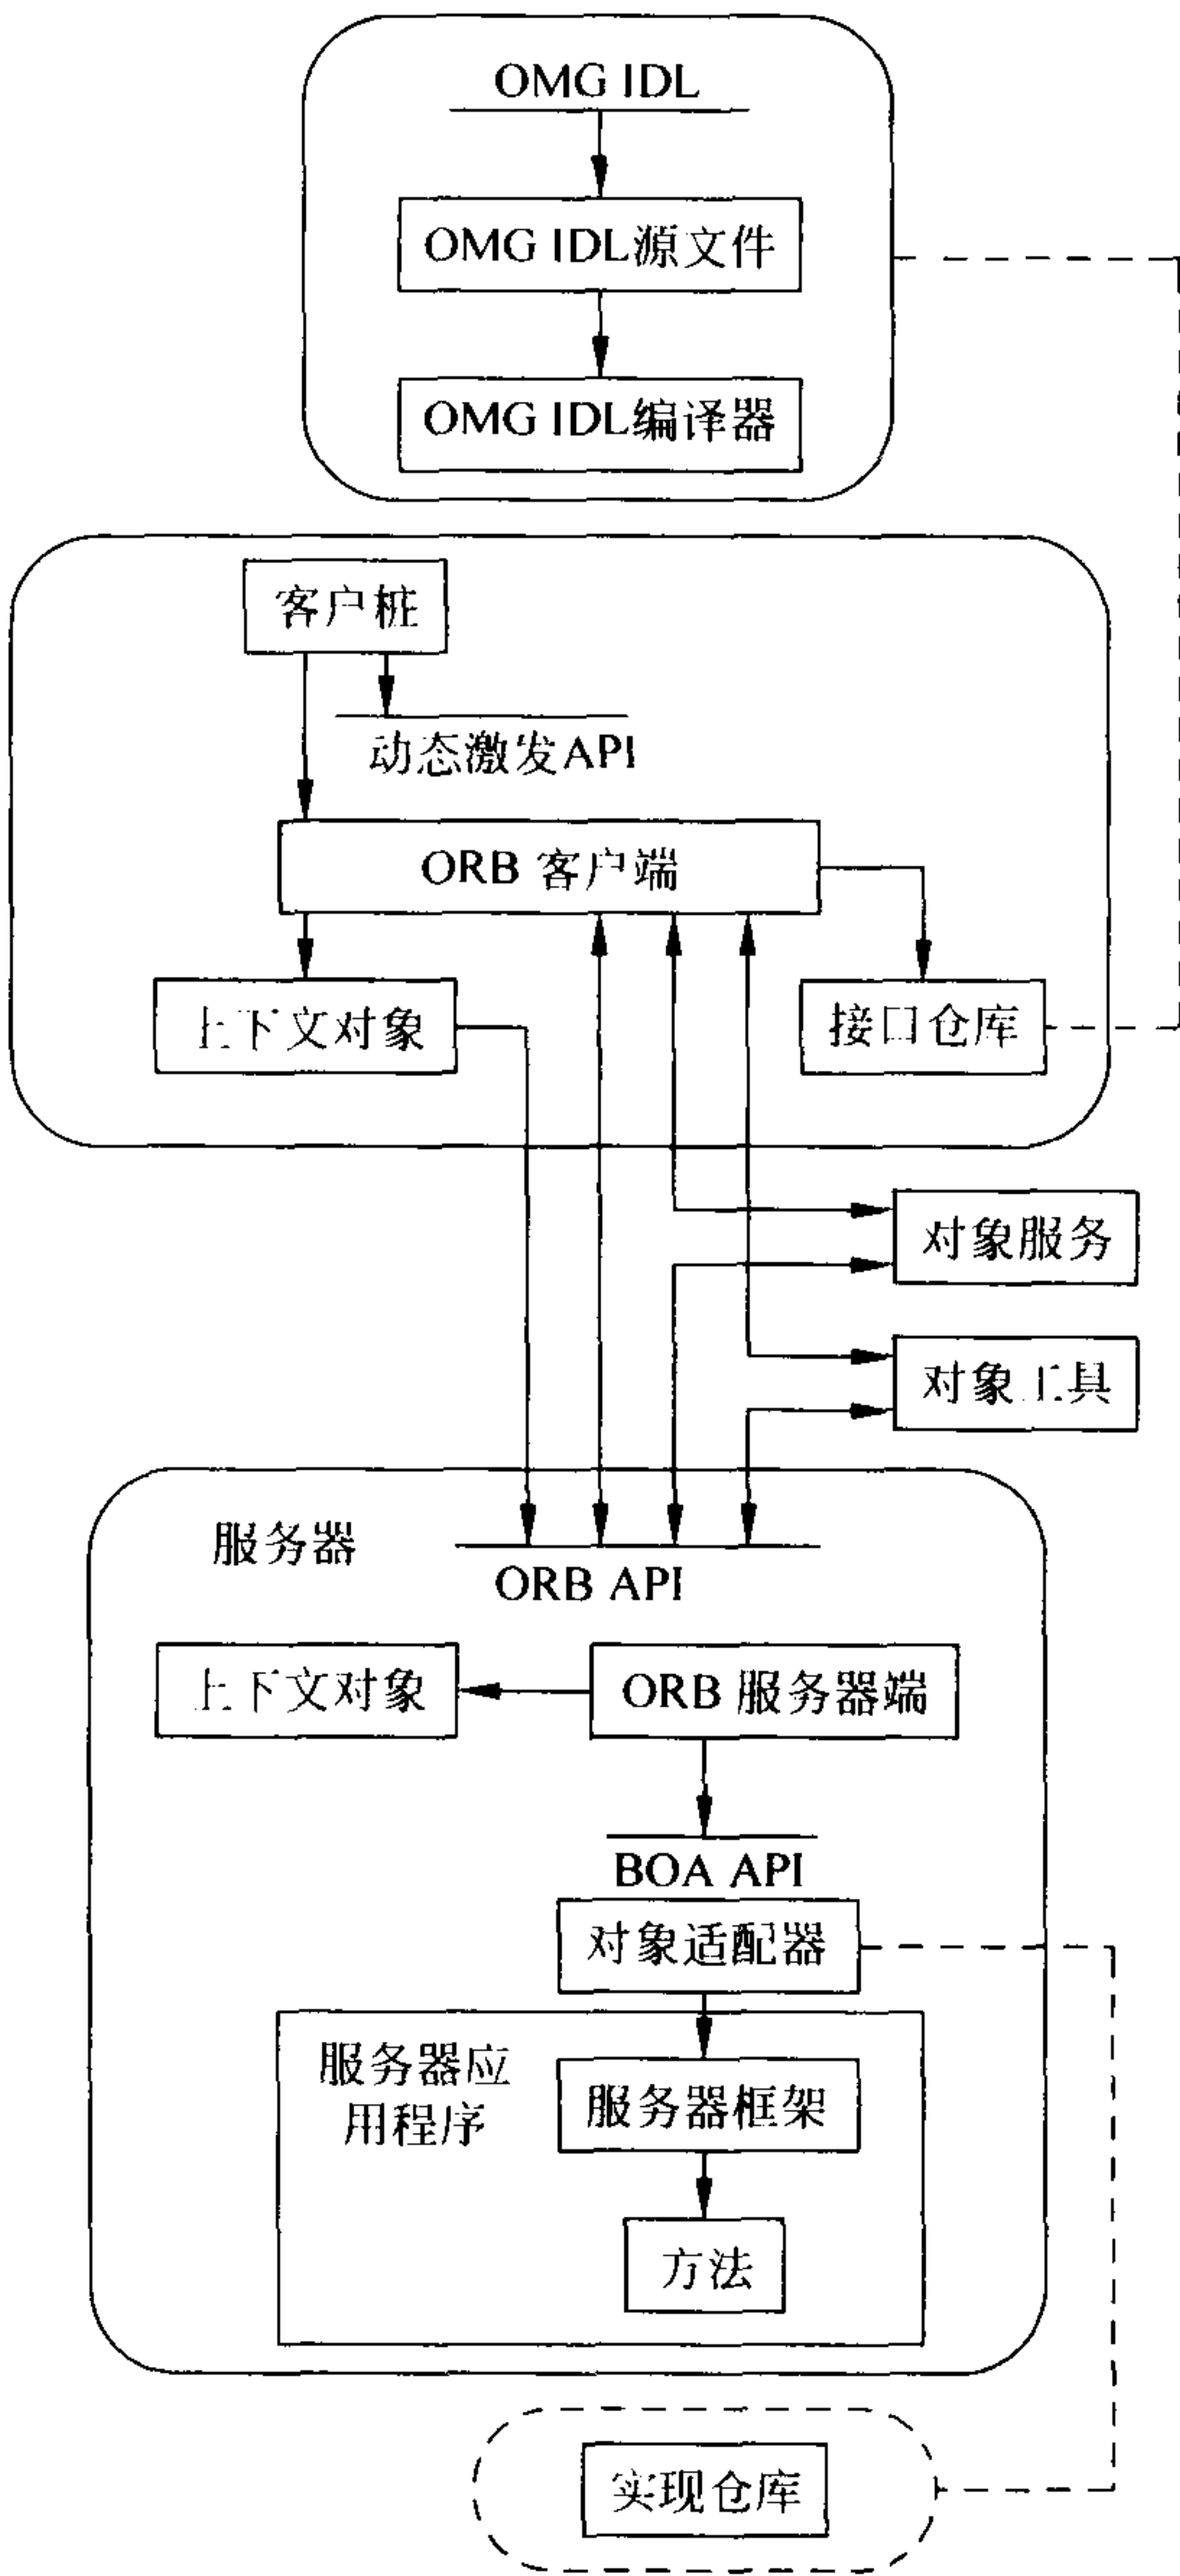 OMG IDL
OMG IDL源文件
OMG IDL编译器
客户桩
动态激发API
ORB 客户端
上下文对象
接口仓库
对象服务
对象工具
服务器
ORB API
上下文对象
ORB 服务器端
BOA API
对象适配器
服务器应
用程序
服务器框架
方法
实现仓库